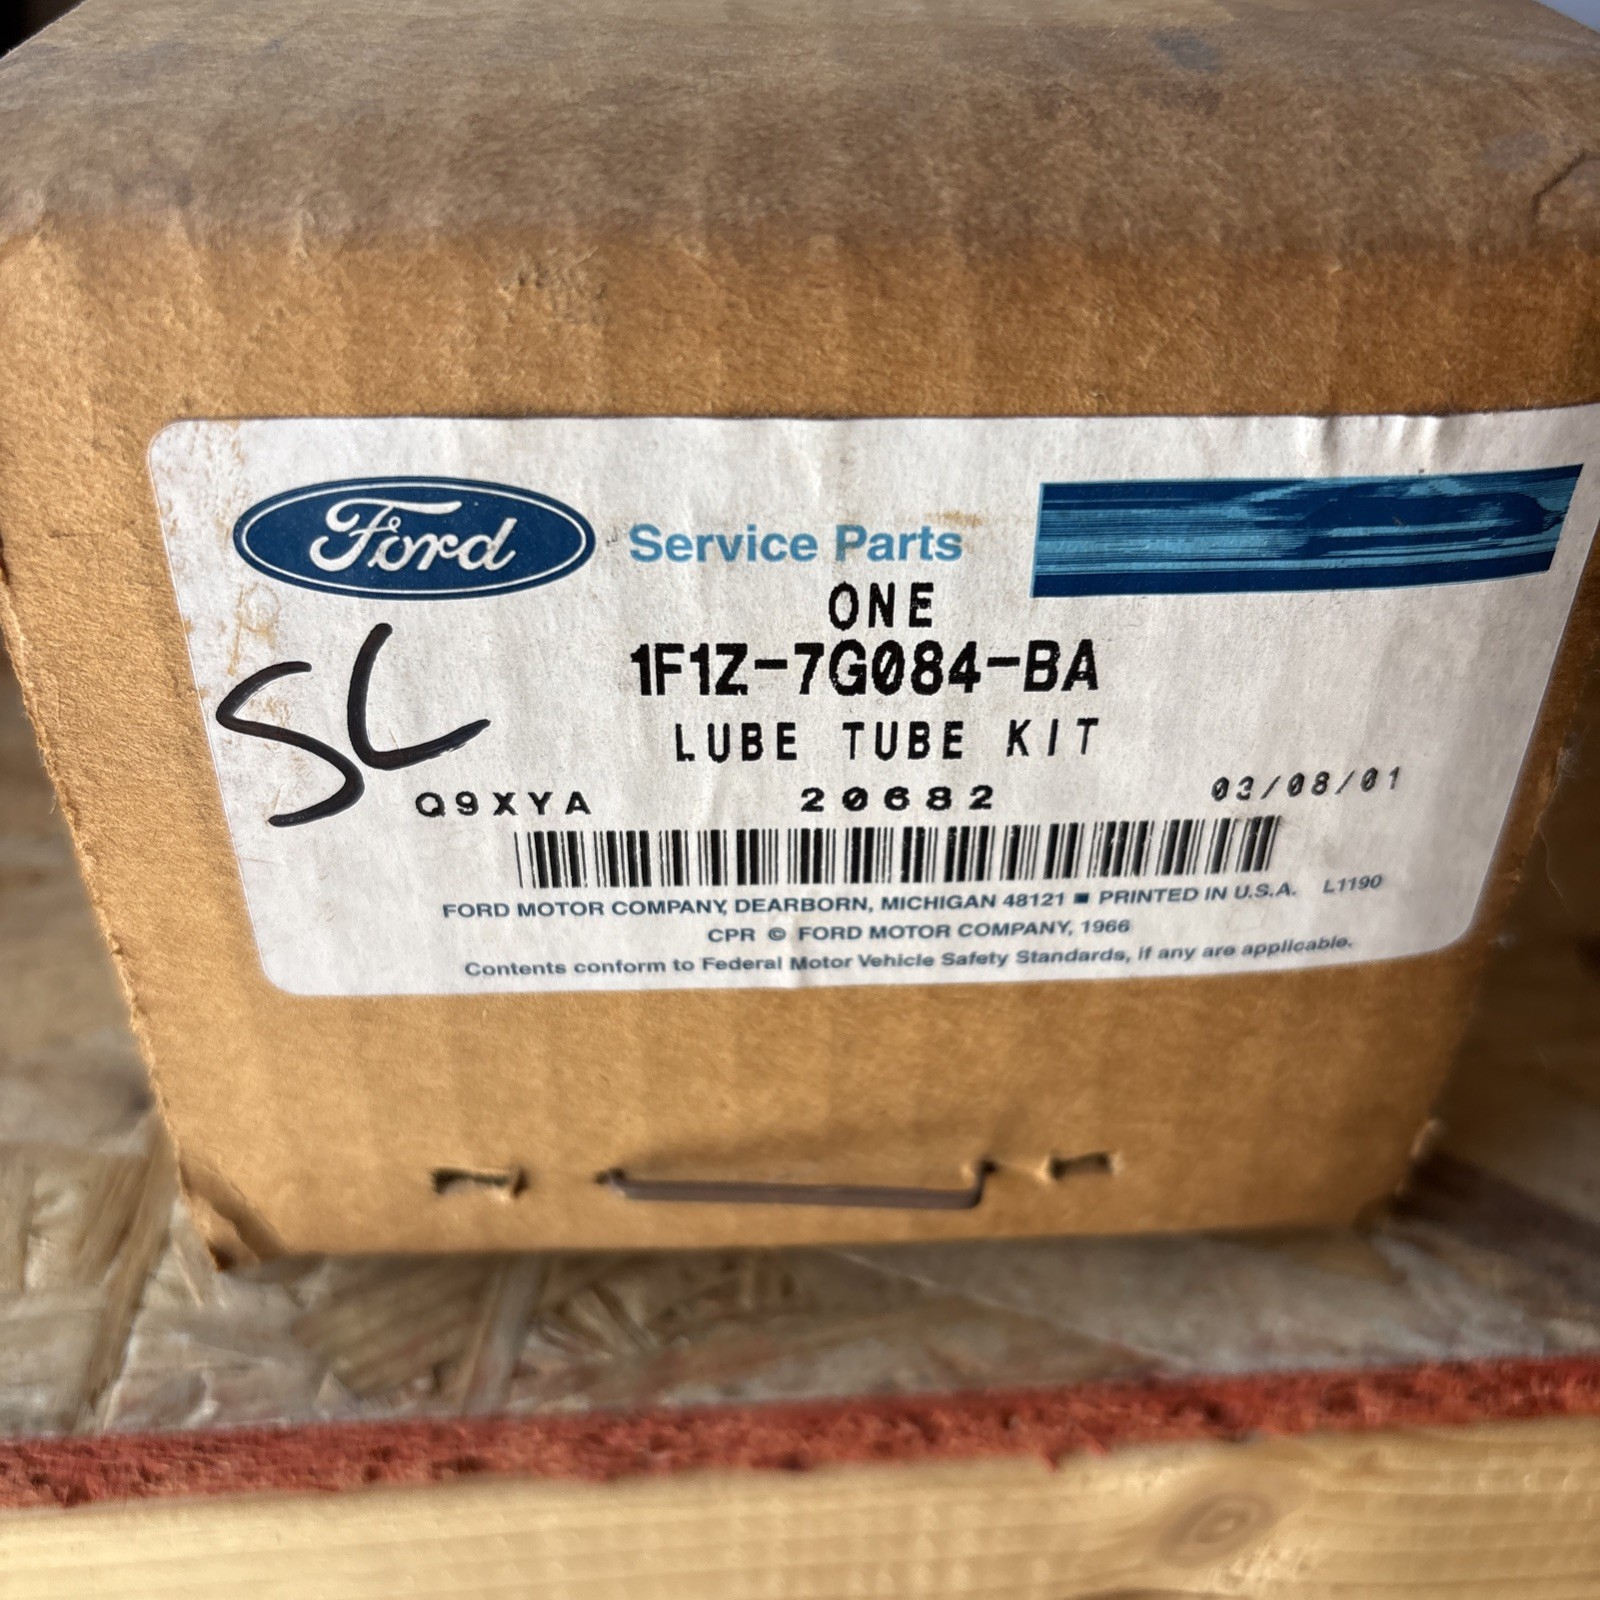 Ford Service Parts
ONE
1F1Z-7G084-BA
LUBE TUBE KIT
SL
Q9XYA 20682 03/08/01
FORD MOTOR COMPANY, DEARBORN, MICHIGAN 48121 ■ PRINTED IN U.S.A. L1190
CPR © FORD MOTOR COMPANY, 1966
Contents conform to Federal Motor Vehicle Safety Standards, if any are applicable.